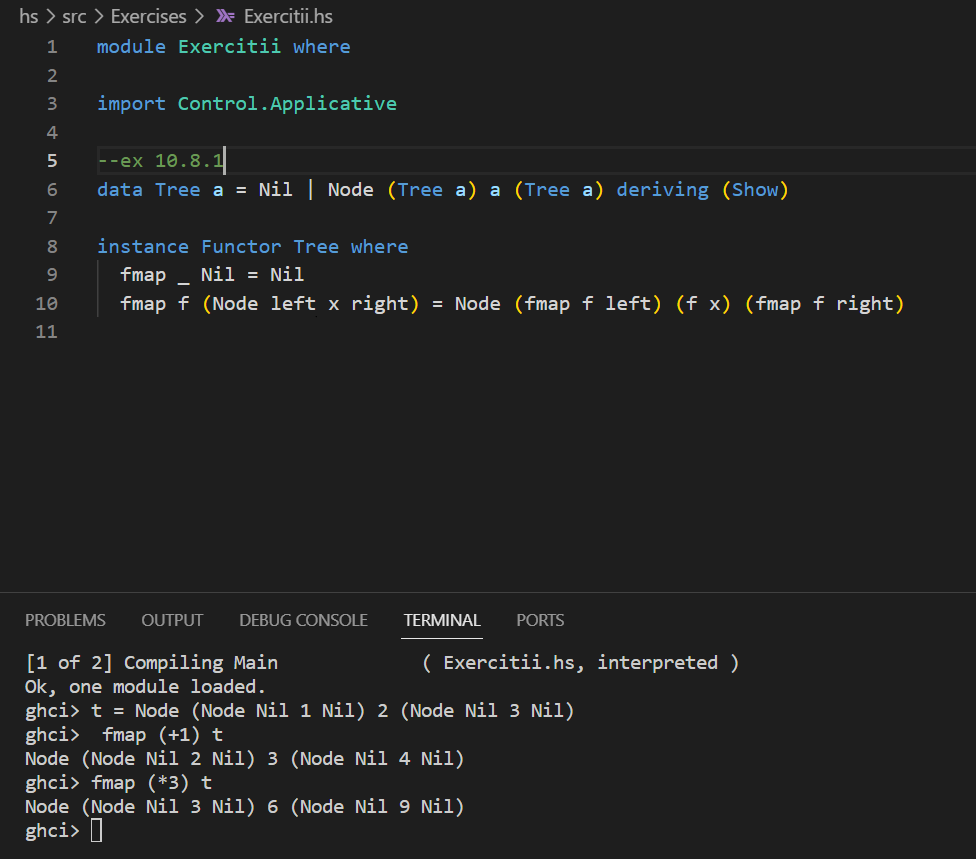 hs > src > Exercises > Exercitii.hs
1 module Exercitii where
2
3 import Control.Applicative
4
5 --ex 10.8.1
6 data Tree a = Nil | Node (Tree a) a (Tree a) deriving (Show)
7
8 instance Functor Tree where
9   fmap _ Nil = Nil
10   fmap f (Node left x right) = Node (fmap f left) (f x) (fmap f right)
11
PROBLEMS OUTPUT DEBUG CONSOLE TERMINAL PORTS
[1 of 2] Compiling Main             ( Exercitii.hs, interpreted )
Ok, one module loaded.
ghci> t = Node (Node Nil 1 Nil) 2 (Node Nil 3 Nil)
ghci>  fmap (+1) t
Node (Node Nil 2 Nil) 3 (Node Nil 4 Nil)
ghci> fmap (*3) t
Node (Node Nil 3 Nil) 6 (Node Nil 9 Nil)
ghci>